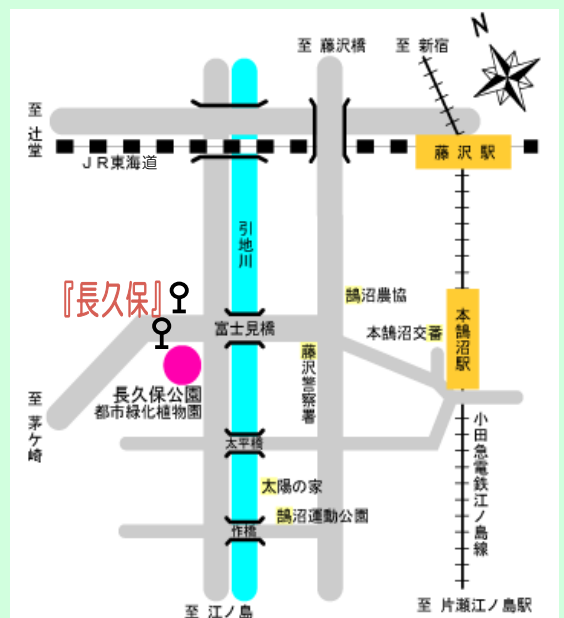 至 藤沢橋
至 新宿
N
至 辻堂
JR東海道
藤沢駅
引地川
『長久保』
鵠沼農協
本鵠沼交番
本鵠沼駅
富士見橋
藤沢警察署
長久保公園
都市緑化植物園
至 茅ケ崎
太平橋
小田急電鉄江ノ島線
太陽の家
鵠沼運動公園
作橋
至 江ノ島
至 片瀬江ノ島駅